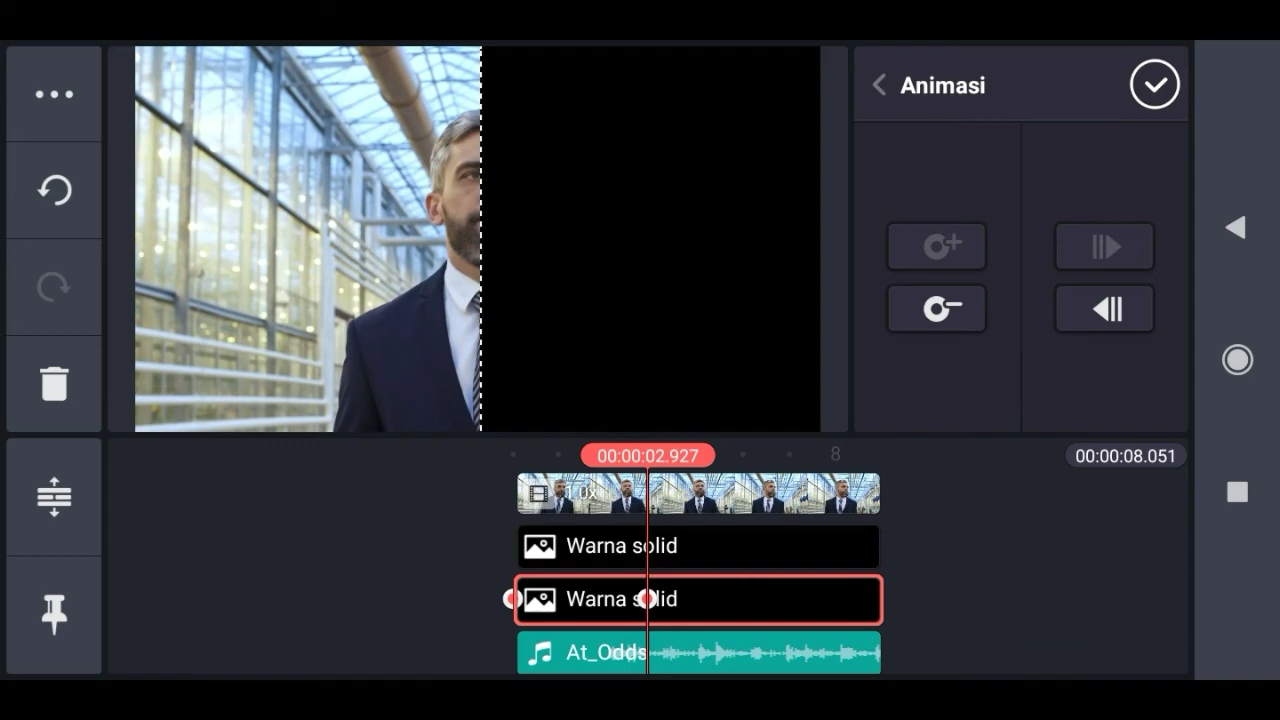 Animasi
00:00:02.927
8
00:00:08.051
1.0x
Warna solid
Warna solid
At_Odds